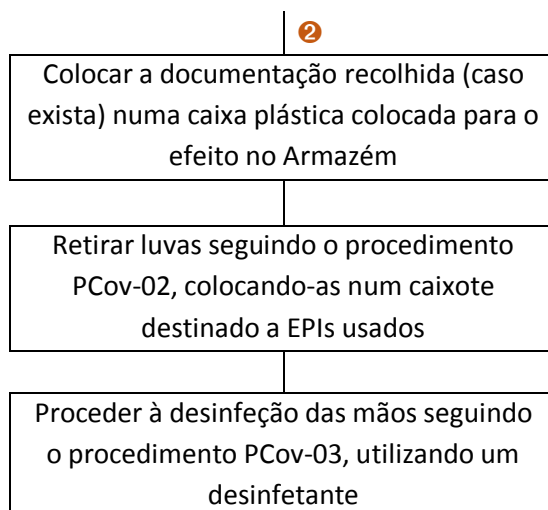 ❷
Colocar a documentação recolhida (caso
exista) numa caixa plástica colocada para o
efeito no Armazém
Retirar luvas seguindo o procedimento
PCov-02, colocando-as num caixote
destinado a EPIs usados
Proceder à desinfeção das mãos seguindo
o procedimento PCov-03, utilizando um
desinfetante